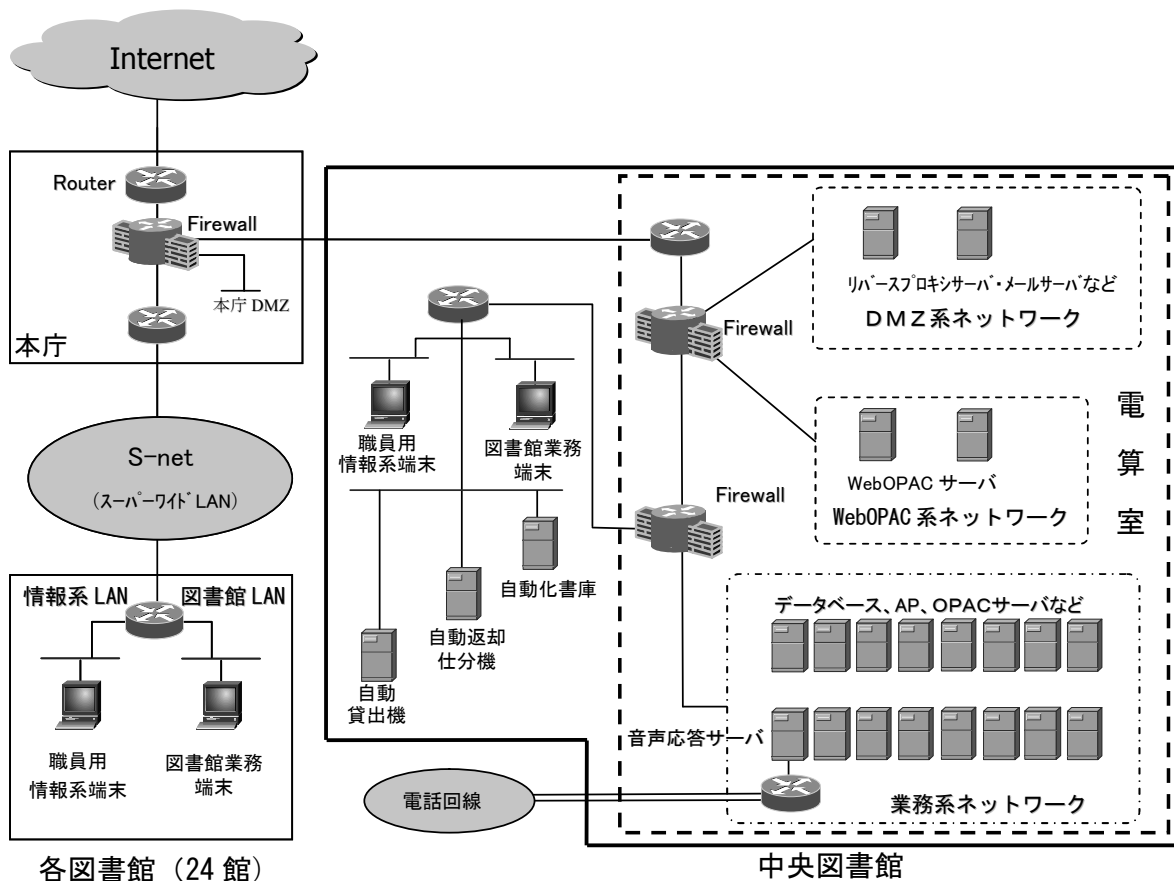 Internet
Router
Firewall
本庁 DMZ
本庁
S-net
(スーパーワイドLAN)
情報系 LAN
図書館 LAN
職員用
情報系端末
図書館業務
端末
各図書館（24 館）
職員用
情報系端末
図書館業務
端末
自動化書庫
自動返却
仕分機
自動
貸出機
電話回線
Firewall
Firewall
リバースプロキシサーバ・メールサーバなど
ＤＭＺ系ネットワーク
WebOPAC サーバ
WebOPAC 系ネットワーク
電算室
データベース、AP、OPACサーバなど
音声応答サーバ
業務系ネットワーク
中央図書館